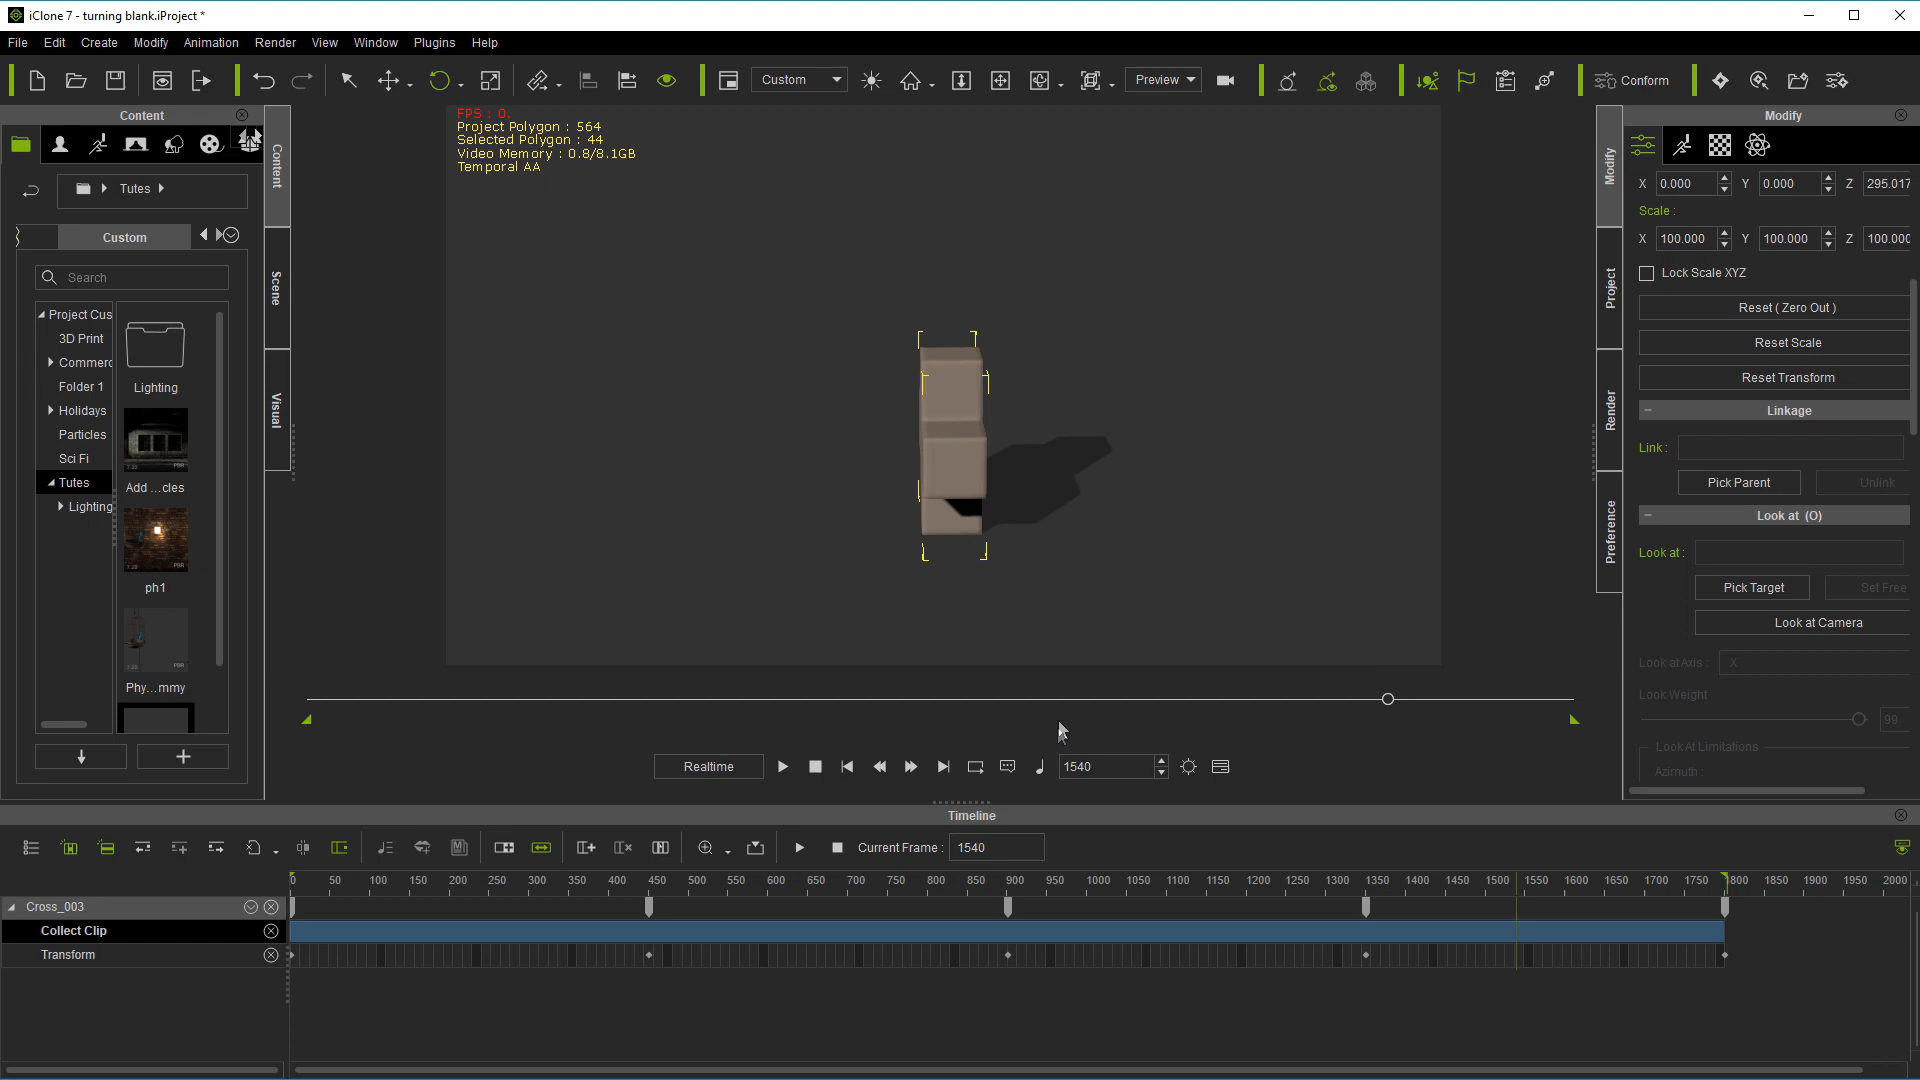 iClone 7 - turning blank.iProject *
File Edit Create Modify Animation Render View Window Plugins Help
Custom
Preview
Conform
Content
Modify
FPS : 0.
Project Polygon : 564
Selected Polygon : 44
Video Memory : 0.8/8.1GB
Temporal AA
Tutes
Custom
Search
Project Cus
3D Print
Commerc
Folder 1
Holidays
Particles
Sci Fi
Tutes
Lighting
Lighting
Add ...cles
ph1
Phy...mmy
Content
Scene
Visual
Modify
Project
Render
Preference
X 0.000 Y 0.000 Z 295.017
Scale :
X 100.000 Y 100.000 Z 100.000
Lock Scale XYZ
Reset ( Zero Out )
Reset Scale
Reset Transform
Linkage
Link :
Pick Parent Unlink
Look at (O)
Look at :
Pick Target Set Free
Look at Camera
Look at Axis : X
Look Weight
99
Look At Limitations
Azimuth :
Realtime
1540
Timeline
Current Frame : 1540
0 50 100 150 200 250 300 350 400 450 500 550 600 650 700 750 800 850 900 950 1000 1050 1100 1150 1200 1250 1300 1350 1400 1450 1500 1550 1600 1650 1700 1750 1800 1850 1900 1950 2000
Cross_003
Collect Clip
Transform